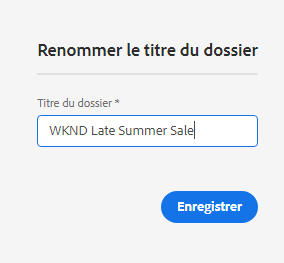 Renommer le titre du dossier
Titre du dossier *
WKND Late Summer Sale
Enregistrer